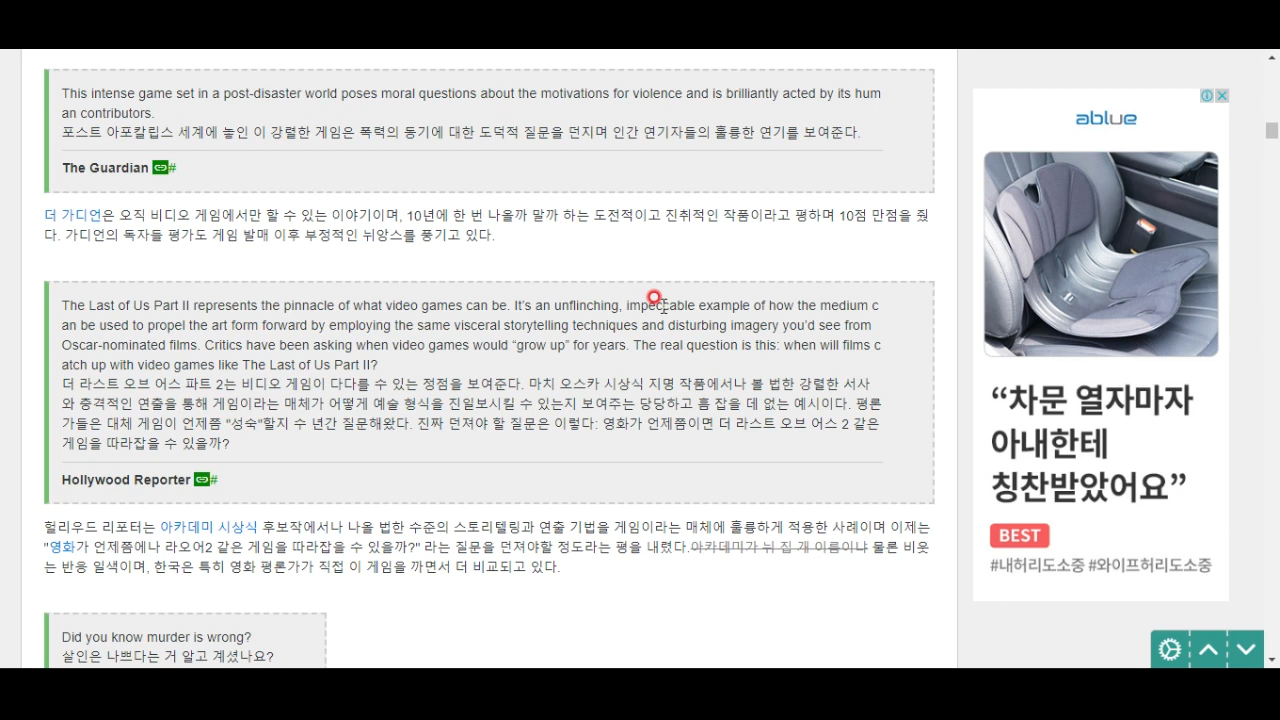 This intense game set in a post-disaster world poses moral questions about the motivations for violence and is brilliantly acted by its hum
an contributors.
포스트 아포칼립스 세계에 놓인 이 강렬한 게임은 폭력의 동기에 대한 도덕적 질문을 던지며 인간 연기자들의 훌륭한 연기를 보여준다.
The Guardian #
더 가디언은 오직 비디오 게임에서만 할 수 있는 이야기이며, 10년에 한 번 나올까 말까 하는 도전적이고 진취적인 작품이라고 평하며 10점 만점을 줬
다. 가디언의 독자들 평가도 게임 발매 이후 부정적인 뉘앙스를 풍기고 있다.
The Last of Us Part II represents the pinnacle of what video games can be. It's an unflinching, impeccable example of how the medium c
an be used to propel the art form forward by employing the same visceral storytelling techniques and disturbing imagery you'd see from
Oscar-nominated films. Critics have been asking when video games would “grow up” for years. The real question is this: when will films c
atch up with video games like The Last of Us Part II?
더 라스트 오브 어스 파트 2는 비디오 게임이 다다를 수 있는 정점을 보여준다. 마치 오스카 시상식 지명 작품에서나 볼 법한 강렬한 서사
와 충격적인 연출을 통해 게임이라는 매체가 어떻게 예술 형식을 진일보시킬 수 있는지 보여주는 당당하고 흠 잡을 데 없는 예시이다. 평론
가들은 대체 게임이 언제쯤 "성숙"할지 수 년간 질문해왔다. 진짜 던져야 할 질문은 이렇다: 영화가 언제쯤이면 더 라스트 오브 어스 2 같은
게임을 따라잡을 수 있을까?
Hollywood Reporter #
헐리우드 리포터는 아카데미 시상식 후보작에서나 나올 법한 수준의 스토리텔링과 연출 기법을 게임이라는 매체에 훌륭하게 적용한 사례이며 이제는
"영화가 언제쯤에나 라오어2 같은 게임을 따라잡을 수 있을까?" 라는 질문을 던져야할 정도라는 평을 내렸다.아카데미가 뉘 집 개 이름이냐 물론 비웃
는 반응 일색이며, 한국은 특히 영화 평론가가 직접 이 게임을 까면서 더 비교되고 있다.
Did you know murder is wrong?
살인은 나쁘다는 거 알고 계셨나요?
ablue
“차문 열자마자
아내한테
칭찬받았어요”
BEST
#내허리도소중 #와이프허리도소중